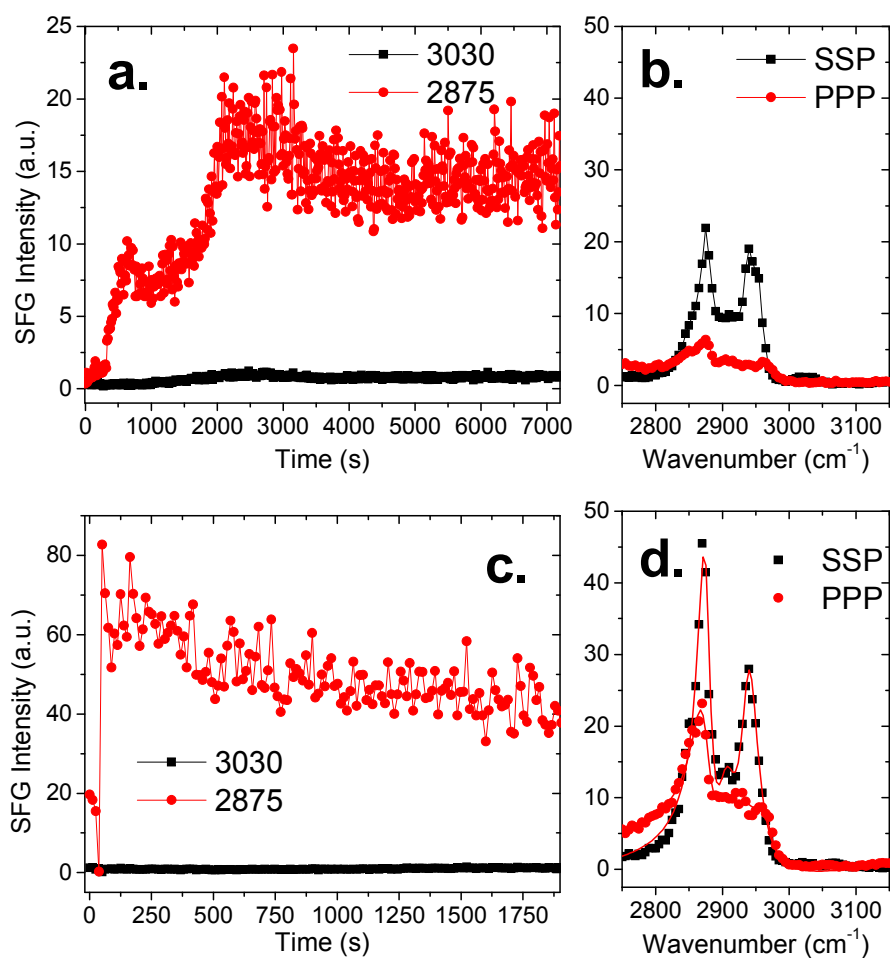 a.
3030
2875
25
20
15
10
5
0
SFG Intensity (a.u.)
0 1000 2000 3000 4000 5000 6000 7000
Time (s)
b.
SSP
PPP
50
40
30
20
10
0
2800 2900 3000 3100
Wavenumber (cm-1)
c.
3030
2875
80
60
40
20
0
SFG Intensity (a.u.)
0 250 500 750 1000 1250 1500 1750
Time (s)
d.
SSP
PPP
50
40
30
20
10
0
2800 2900 3000 3100
Wavenumber (cm-1)